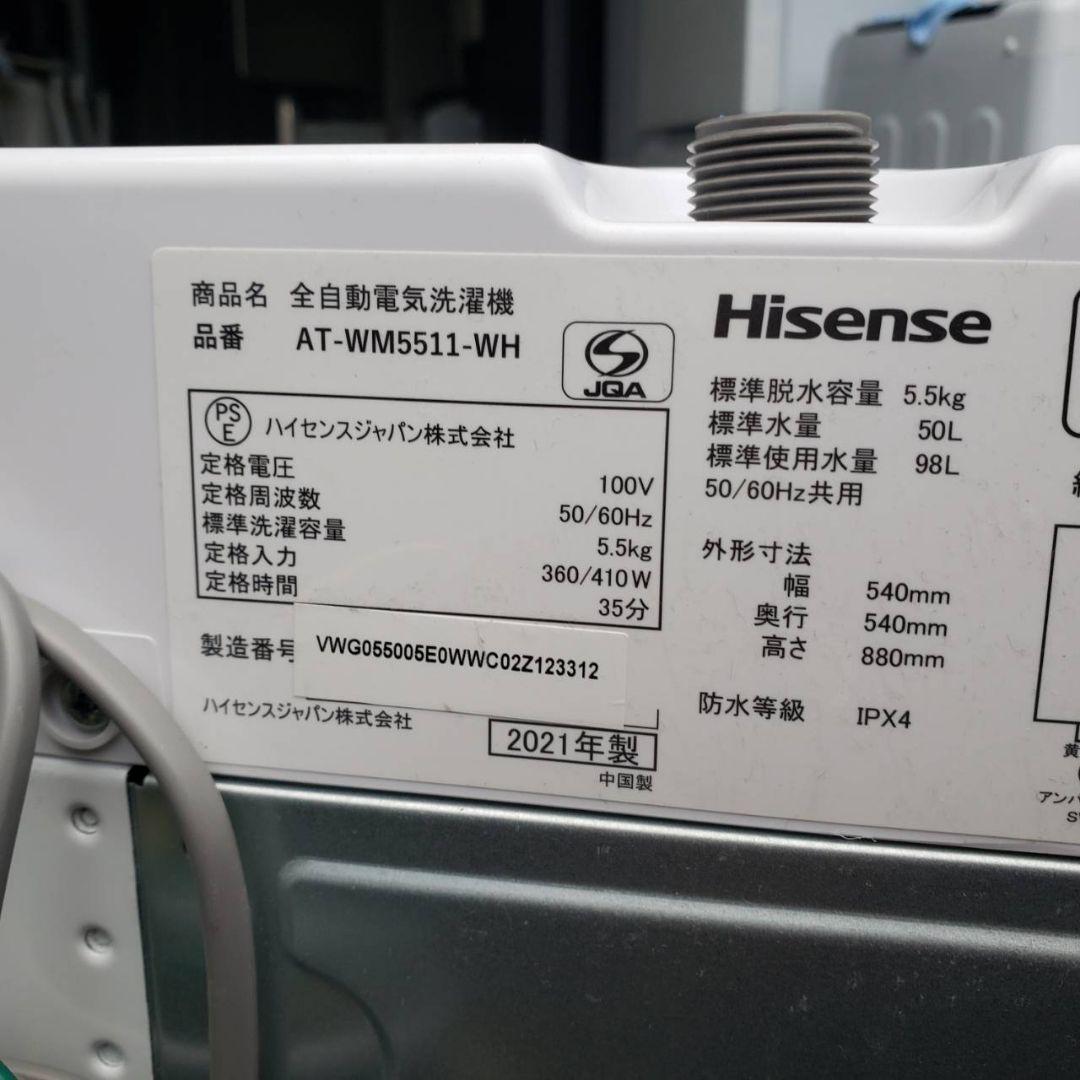 商品名 全自動電気洗濯機
品番 AT-WM5511-WH
JQA
PS
E
ハイセンスジャパン株式会社
定格電圧 100V
定格周波数 50/60Hz
標準洗濯容量 5.5kg
定格入力 360/410W
定格時間 35分
製造番号 VWG055005E0WWC02Z123312
ハイセンスジャパン株式会社
2021年製
中国製
Hisense
標準脱水容量 5.5kg
標準水量 50L
標準使用水量 98L
50/60Hz共用
外形寸法
幅 540mm
奥行 540mm
高さ 880mm
防水等級 IPX4
黄
アンバ